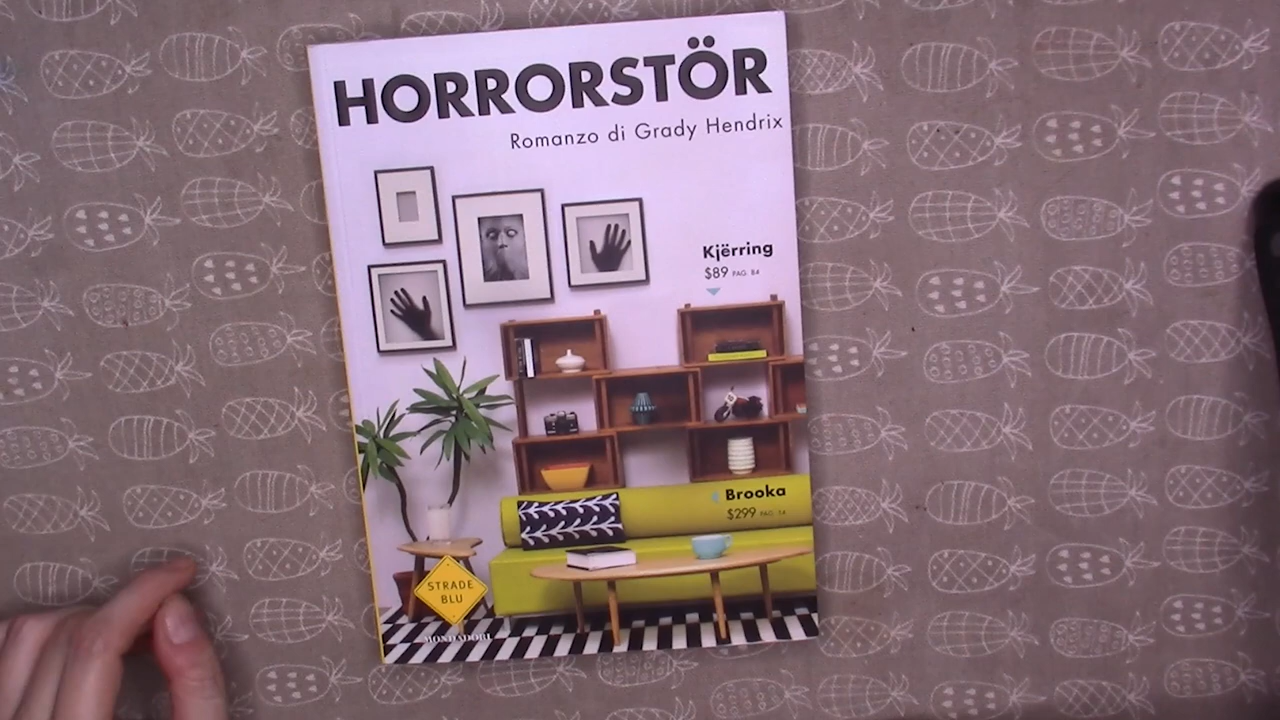 HORRORSTÖR
Romanzo di Grady Hendrix
Kjërring
$89 PAG. 84
Brooka
$299 PAG. 14
STRADE
BLU
MONDADORI